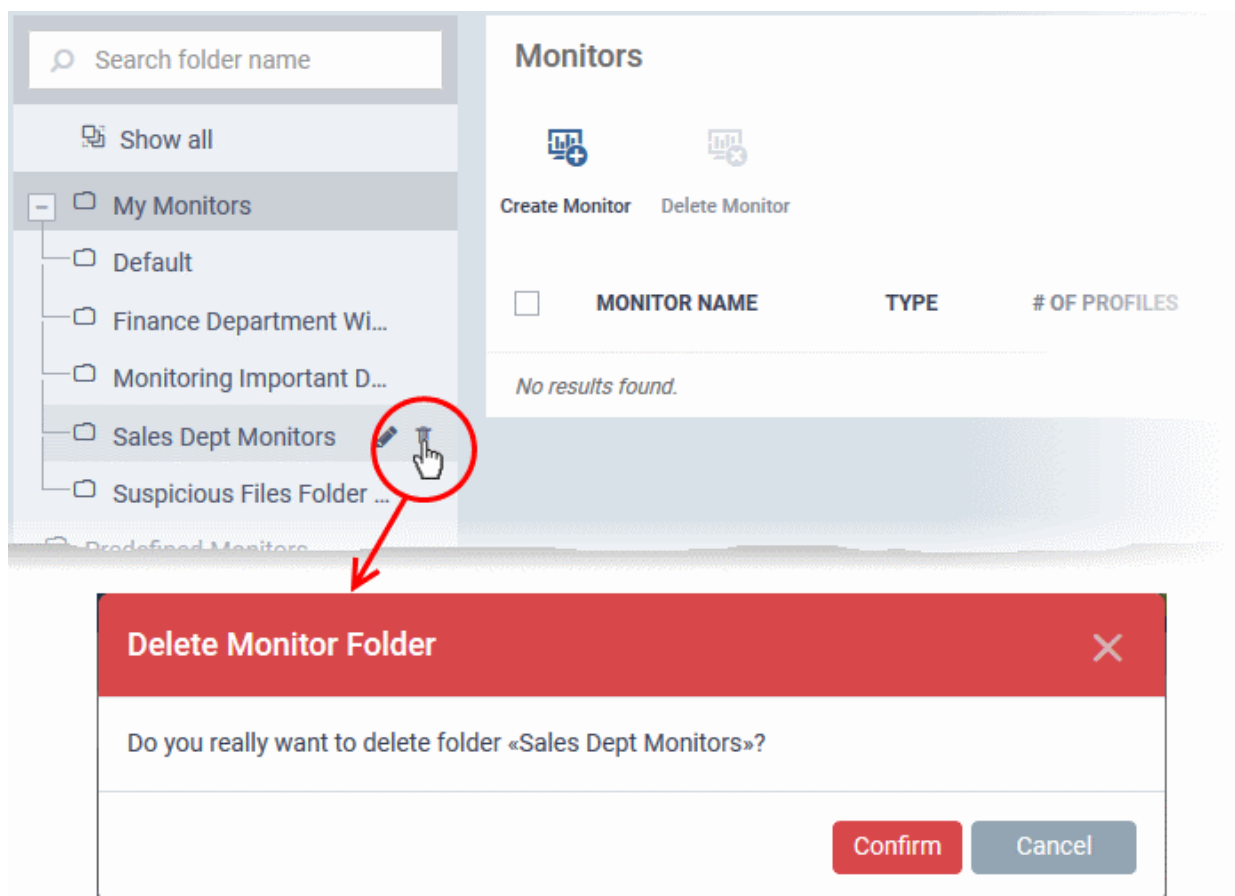 Search folder name
Show all
My Monitors
Default
Finance Department Wi...
Monitoring Important D...
Sales Dept Monitors
Suspicious Files Folder ...
Predefined Monitors
Monitors
Create Monitor Delete Monitor
MONITOR NAME TYPE # OF PROFILES
No results found.
Delete Monitor Folder
Do you really want to delete folder «Sales Dept Monitors»?
Confirm Cancel